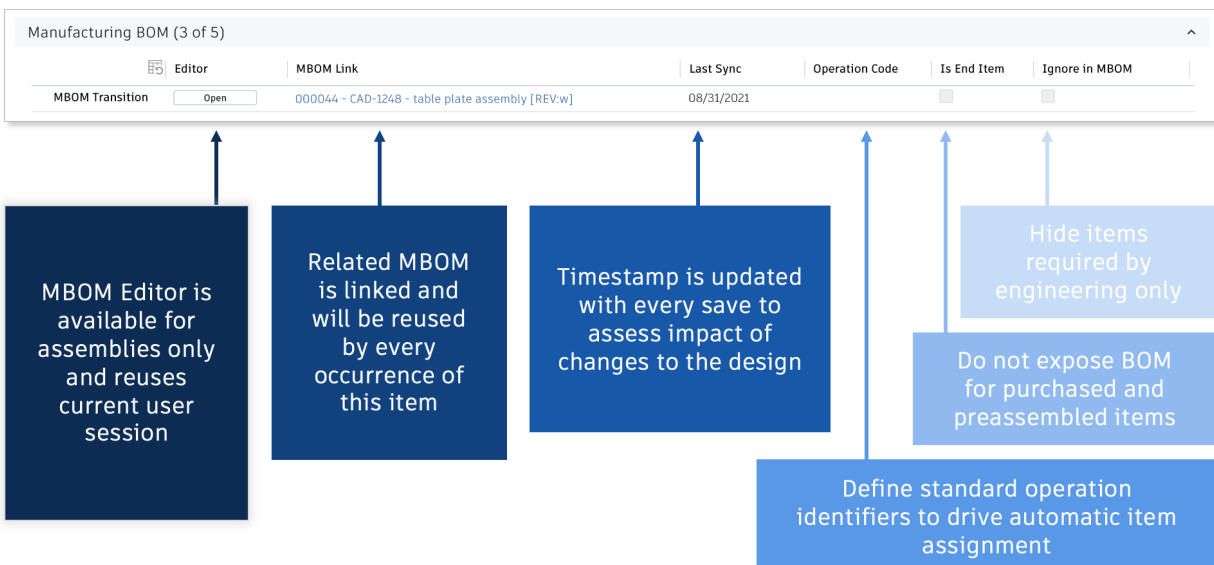 Manufacturing BOM (3 of 5)
Editor MBOM Link Last Sync Operation Code Is End Item Ignore in MBOM
MBOM Transition Open 000044 - CAD-1248 - table plate assembly [REV:w] 08/31/2021
MBOM Editor is
available for
assemblies only
and reuses
current user
session
Related MBOM
is linked and
will be reused
by every
occurrence of
this item
Timestamp is updated
with every save to
assess impact of
changes to the design
Hide items
required by
engineering only
Do not expose BOM
for purchased and
preassembled items
Define standard operation
identifiers to drive automatic item
assignment